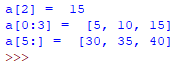 a[2] =  15
a[0:3] =  [5, 10, 15]
a[5:] =  [30, 35, 40]
>>>